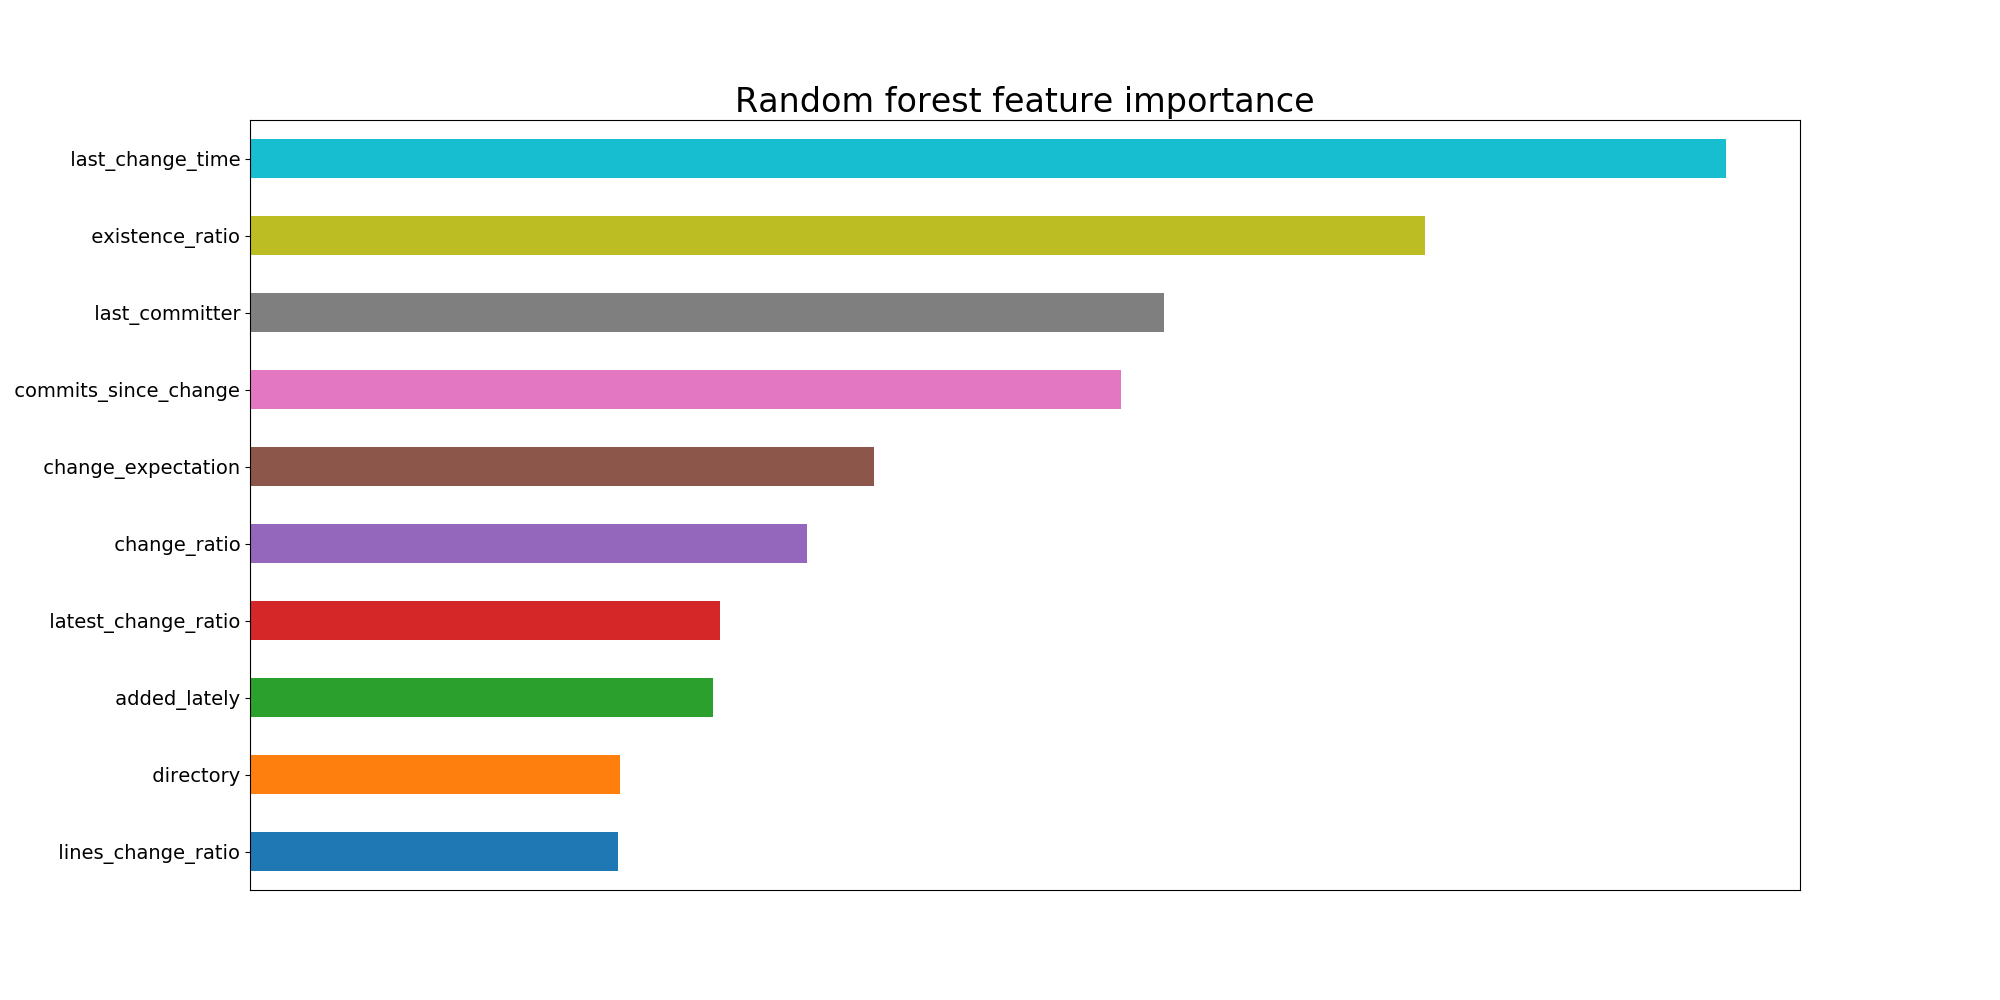 Random forest feature importance
last_change_time
existence_ratio
last_committer
commits_since_change
change_expectation
change_ratio
latest_change_ratio
added_lately
directory
lines_change_ratio